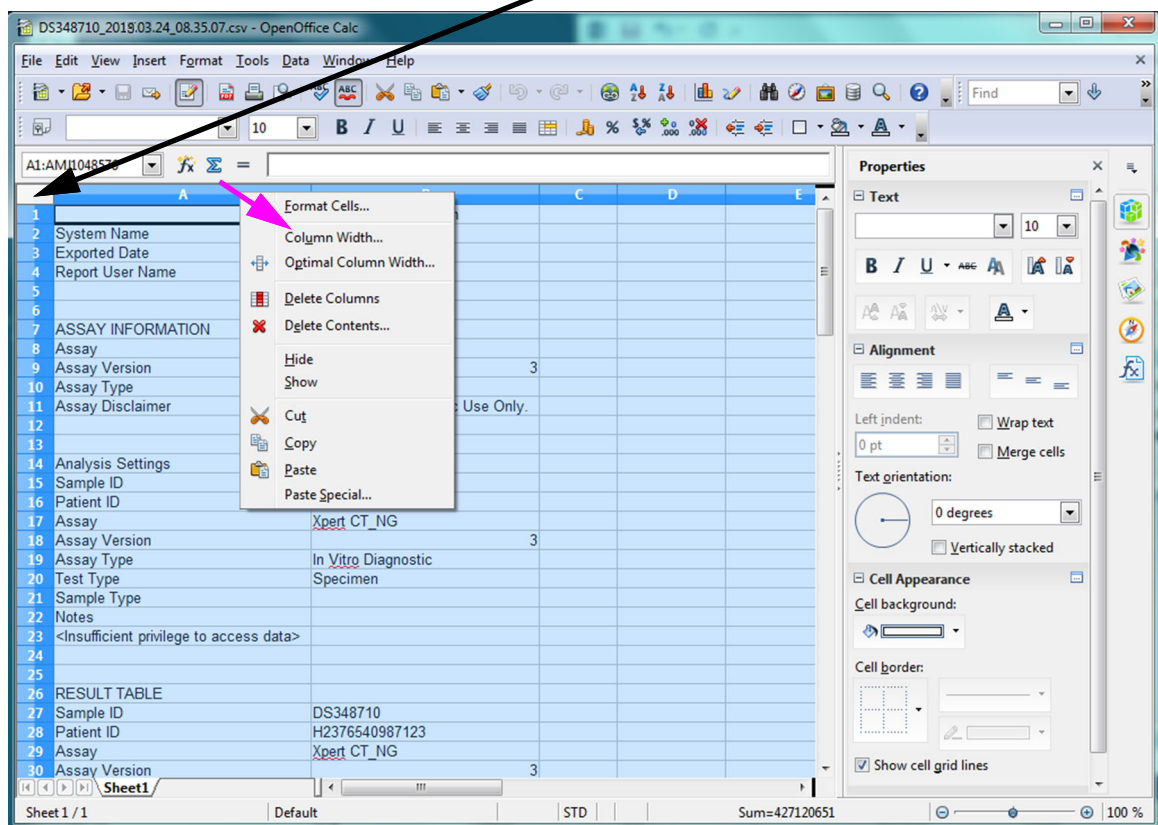 DS348710_2019.03.24_08.35.07.csv - OpenOffice Calc
File Edit View Insert Format Tools Data Window Help
ABC ABC Find
10 B I U
A1:AMJ1048576 fx Σ =
A C D E
1
2 System Name
3 Exported Date
4 Report User Name
5
6
7 ASSAY INFORMATION
8 Assay
9 Assay Version 3
10 Assay Type
11 Assay Disclaimer Use Only.
12
13
14 Analysis Settings
15 Sample ID
16 Patient ID
17 Assay Xpert CT_NG
18 Assay Version 3
19 Assay Type In Vitro Diagnostic
20 Test Type Specimen
21 Sample Type
22 Notes
23 <Insufficient privilege to access data>
24
25
26 RESULT TABLE
27 Sample ID DS348710
28 Patient ID H2376540987123
29 Assay Xpert CT_NG
30 Assay Version 3
Format Cells...
Column Width...
Optimal Column Width...
Delete Columns
Delete Contents...
Hide
Show
Cut
Copy
Paste
Paste Special...
Properties
Text
10
B I U ABC
Alignment
Left indent:
Wrap text
0 pt
Merge cells
Text orientation:
0 degrees
Vertically stacked
Cell Appearance
Cell background:
Cell border:
Show cell grid lines
Sheet1
Sheet 1 / 1 Default STD Sum=427120651 100 %